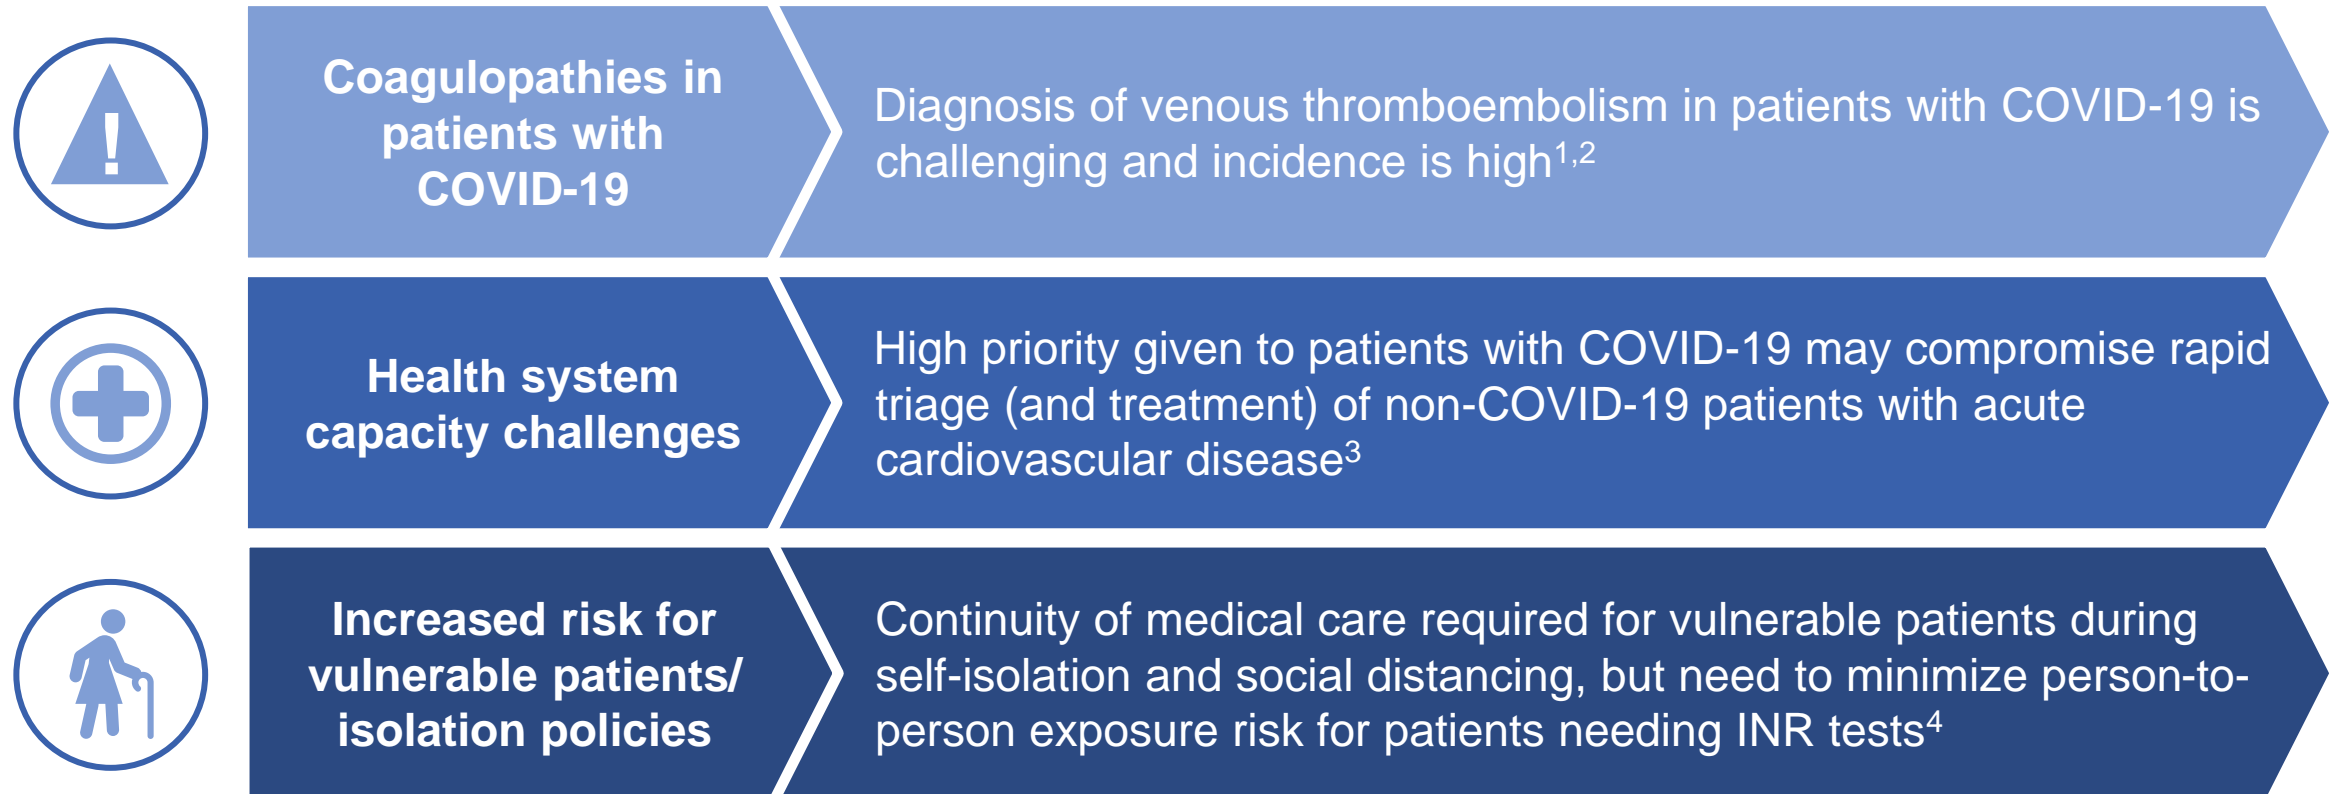 Coagulopathies in
patients with
COVID-19
Diagnosis of venous thromboembolism in patients with COVID-19 is
challenging and incidence is high1,2
Health system
capacity challenges
High priority given to patients with COVID-19 may compromise rapid
triage (and treatment) of non-COVID-19 patients with acute
cardiovascular disease3
Increased risk for
vulnerable patients/
isolation policies
Continuity of medical care required for vulnerable patients during
self-isolation and social distancing, but need to minimize person-to-
person exposure risk for patients needing INR tests4